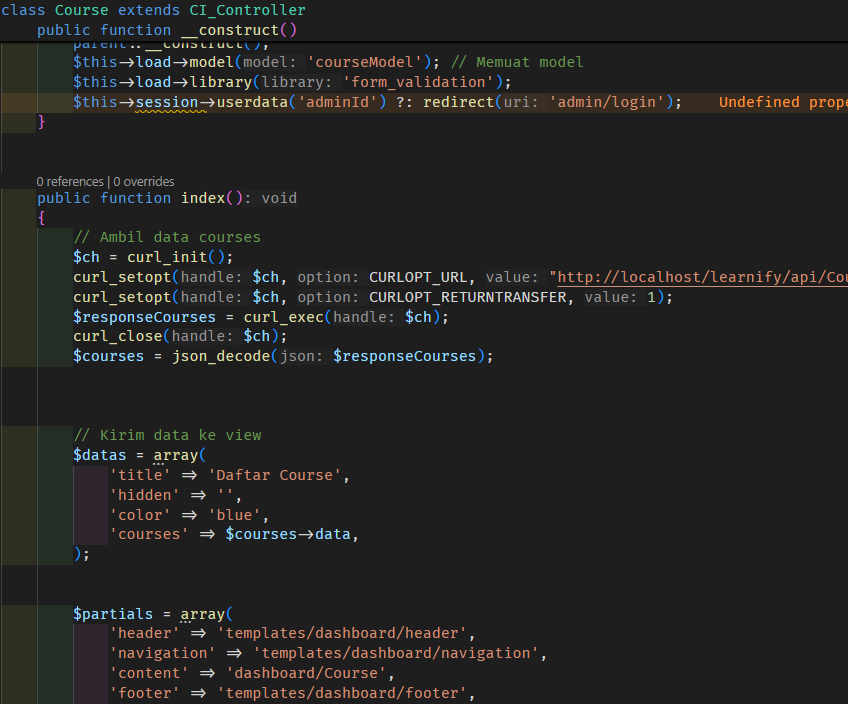 class Course extends CI_Controller
public function __construct()
parent::__construct();
$this->load->model(model: 'courseModel'); // Memuat model
$this->load->library(library: 'form_validation');
$this->session->userdata('adminId') ?: redirect(uri: 'admin/login'); Undefined prope
}
0 references | 0 overrides
public function index(): void
{
// Ambil data courses
$ch = curl_init();
curl_setopt(handle: $ch, option: CURLOPT_URL, value: "http://localhost/learnify/api/Cou
curl_setopt(handle: $ch, option: CURLOPT_RETURNTRANSFER, value: 1);
$responseCourses = curl_exec(handle: $ch);
curl_close(handle: $ch);
$courses = json_decode(json: $responseCourses);
// Kirim data ke view
$datas = array(
'title' => 'Daftar Course',
'hidden' => '',
'color' => 'blue',
'courses' => $courses->data,
);
$partials = array(
'header' => 'templates/dashboard/header',
'navigation' => 'templates/dashboard/navigation',
'content' => 'dashboard/Course',
'footer' => 'templates/dashboard/footer',